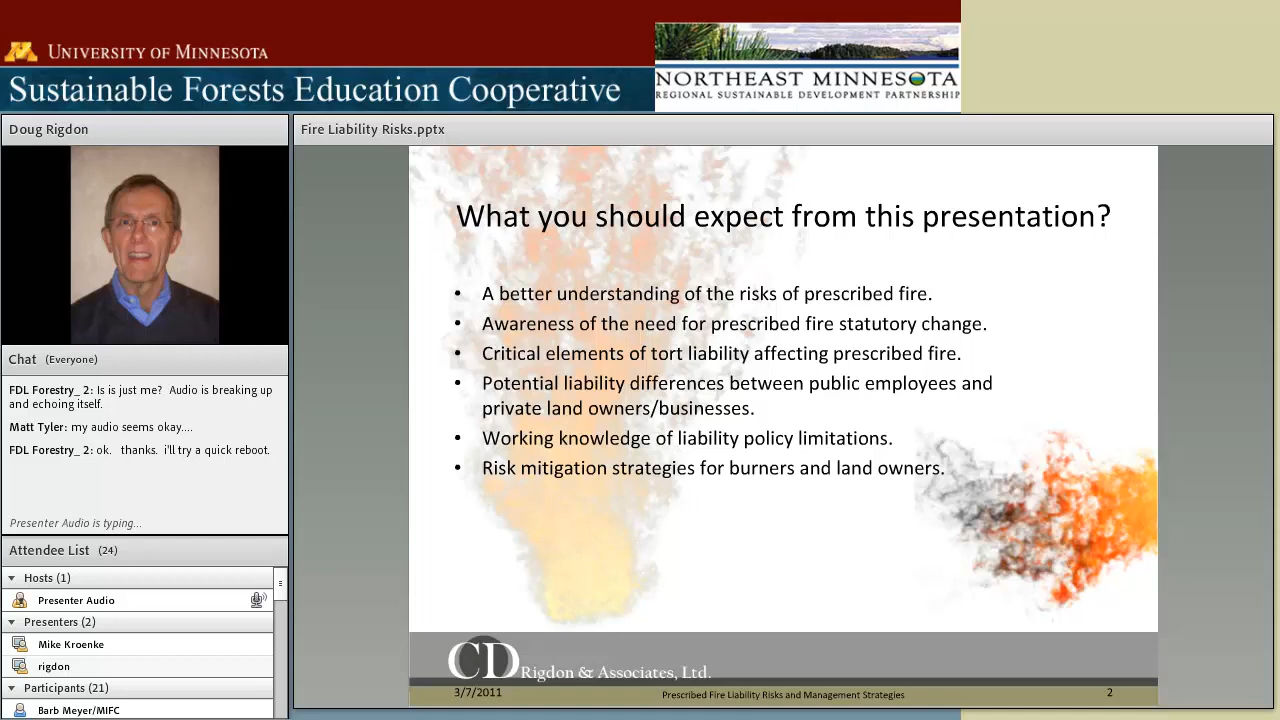 UNIVERSITY OF MINNESOTA
Sustainable Forests Education Cooperative
NORTHEAST MINNESOTA
REGIONAL SUSTAINABLE DEVELOPMENT PARTNERSHIP
Doug Rigdon
Chat (Everyone)
FDL Forestry_ 2: Is is just me? Audio is breaking up
and echoing itself.
Matt Tyler: my audio seems okay....
FDL Forestry_ 2: ok. thanks. i'll try a quick reboot.
Presenter Audio is typing...
Attendee List (24)
Hosts (1)
Presenter Audio
Presenters (2)
Mike Kroenke
rigdon
Participants (21)
Barb Meyer/MIFC
Fire Liability Risks.pptx
What you should expect from this presentation?
• A better understanding of the risks of prescribed fire.
• Awareness of the need for prescribed fire statutory change.
• Critical elements of tort liability affecting prescribed fire.
• Potential liability differences between public employees and
private land owners/businesses.
• Working knowledge of liability policy limitations.
• Risk mitigation strategies for burners and land owners.
CD Rigdon & Associates, Ltd.
3/7/2011
Prescribed Fire Liability Risks and Management Strategies
2